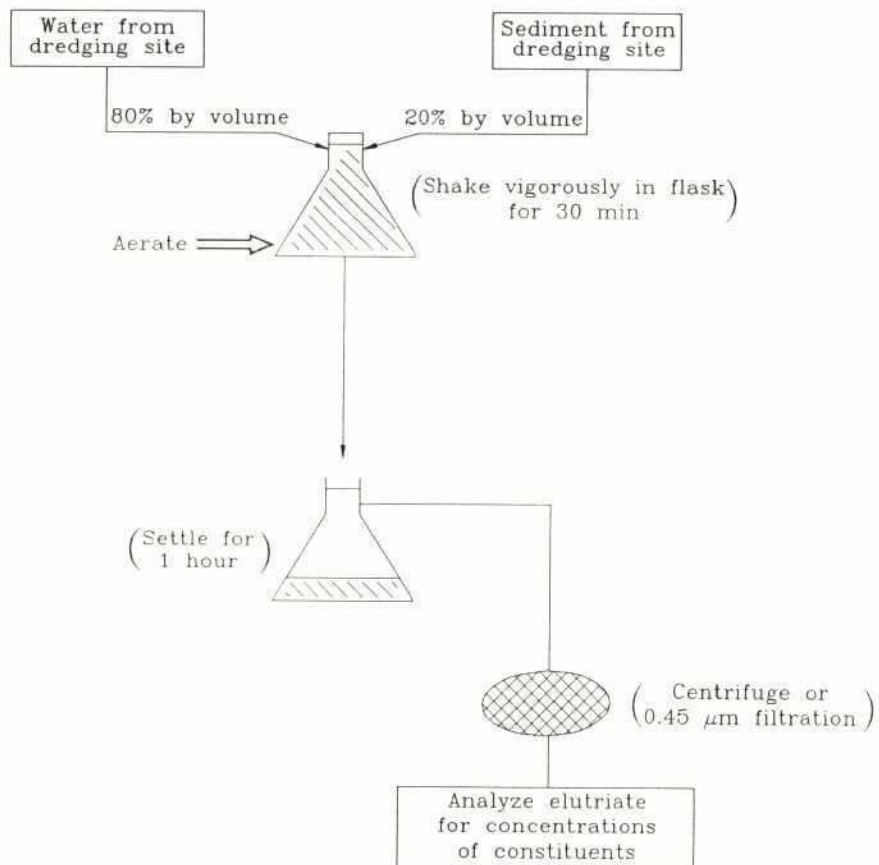 Water from
dredging site
Sediment from
dredging site
80% by volume
20% by volume
(Shake vigorously in flask
for 30 min)
Aerate
(Settle for
1 hour)
(Centrifuge or
0.45 μm filtration)
Analyze elutriate
for concentrations
of constituents